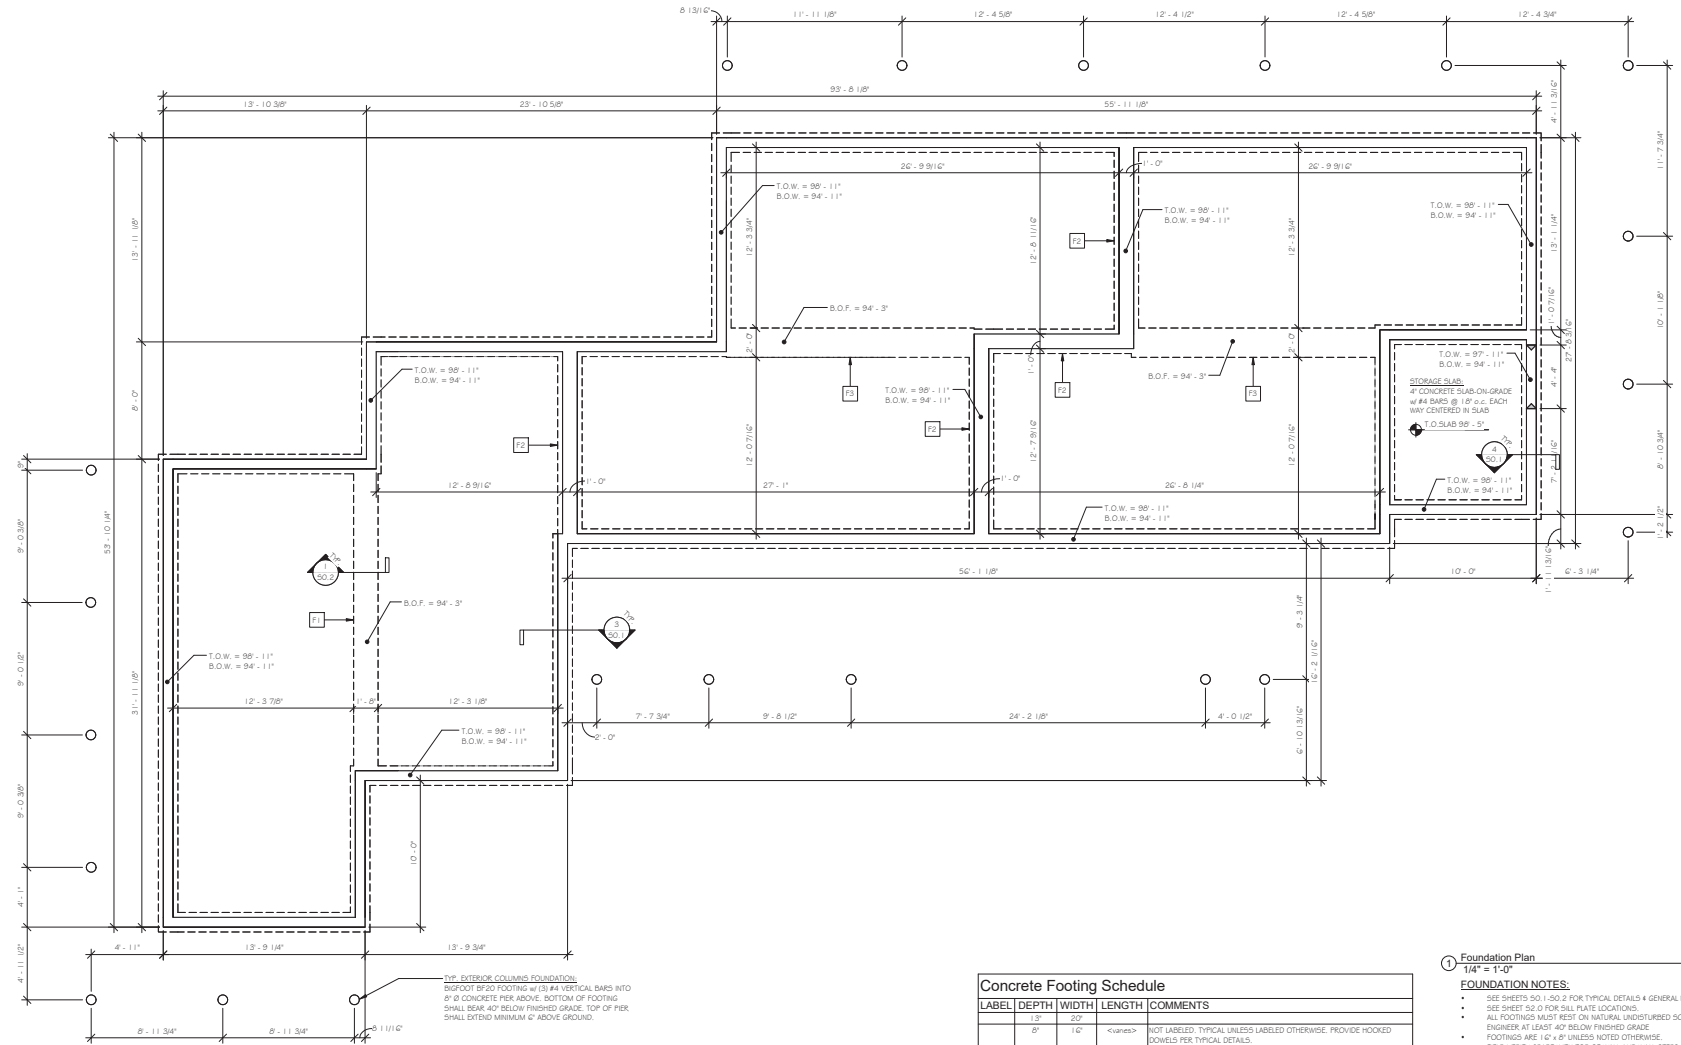 8 13/16"
11' - 11 1/8"
12' - 4 5/8"
12' - 4 1/2"
12' - 4 5/8"
12' - 4 3/4"
93' - 8 1/8"
13' - 10 3/8"
23' - 10 5/8"
55' - 11 1/8"
4' - 11 3/16"
11' - 7 3/4"
26' - 9 9/16"
1' - 0"
26' - 9 9/16"
T.O.W. = 98' - 11"
B.O.W. = 94' - 11"
T.O.W. = 98' - 11"
B.O.W. = 94' - 11"
T.O.W. = 98' - 11"
B.O.W. = 94' - 11"
13' - 11 1/8"
12' - 3 3/4"
12' - 8 11/16"
F2
12' - 3 3/4"
13' - 1 1/4"
B.O.F. = 94' - 3"
1' - 0 7/16"
10' - 1 1/8"
2' - 0"
1' - 0"
2' - 0"
27' - 8 3/16"
T.O.W. = 98' - 11"
B.O.W. = 94' - 11"
F3
T.O.W. = 98' - 11"
B.O.W. = 94' - 11"
F2
B.O.F. = 94' - 3"
F3
T.O.W. = 97' - 11"
B.O.W. = 94' - 11"
4' - 4"
STORAGE SLAB:
4" CONCRETE SLAB-ON-GRADE
w/ #4 BARS @ 18" o.c. EACH
WAY CENTERED IN SLAB
T.O.SLAB 98' - 5"
8' - 0"
F2
F2
12' - 0 7/16"
12' - 7 9/16"
12' - 0 7/16"
TYP.
4
S0.1
8' - 10 3/4"
9"
12' - 8 9/16"
1' - 0"
27' - 1"
1' - 0"
26' - 8 1/4"
T.O.W. = 98' - 11"
B.O.W. = 94' - 11"
T.O.W. = 98' - 11"
B.O.W. = 94' - 11"
1' - 2 1/2"
53' - 10 1/4"
9' - 0 3/8"
TYP.
1
S0.2
56' - 1 1/8"
10' - 0"
1' - 11 13/16"
6' - 3 1/4"
F1
B.O.F. = 94' - 3"
TYP.
3
S0.1
9' - 3 1/4"
16' - 2 1/16"
9' - 0 1/2"
T.O.W. = 98' - 11"
B.O.W. = 94' - 11"
31' - 11 1/8"
12' - 3 7/8"
1' - 8"
12' - 3 1/8"
7' - 7 3/4"
9' - 8 1/2"
24' - 2 1/8"
4' - 0 1/2"
2' - 0"
T.O.W. = 98' - 11"
B.O.W. = 94' - 11"
6' - 10 13/16"
9' - 0 3/8"
10' - 0"
4' - 1"
4' - 11"
13' - 9 1/4"
13' - 9 3/4"
4' - 11 1/2"
TYP. EXTERIOR COLUMNS FOUNDATION:
BIGFOOT BF20 FOOTING w/ (3) #4 VERTICAL BARS INTO
8" Ø CONCRETE PIER ABOVE. BOTTOM OF FOOTING
SHALL BEAR 40" BELOW FINISHED GRADE. TOP OF PIER
SHALL EXTEND MINIMUM 6" ABOVE GROUND.
8' - 11 3/4"
8' - 11 3/4"
8 11/16"
Concrete Footing Schedule
LABEL DEPTH WIDTH LENGTH COMMENTS
13" 20"
8" 16" <varies> NOT LABELED. TYPICAL UNLESS LABELED OTHERWISE. PROVIDE HOOKED
DOWELS PER TYPICAL DETAILS.
1 Foundation Plan
1/4" = 1'-0"
FOUNDATION NOTES:
• SEE SHEETS S0.1-S0.2 FOR TYPICAL DETAILS & GENERAL
• SEE SHEET S2.0 FOR SILL PLATE LOCATIONS.
• ALL FOOTINGS MUST REST ON NATURAL UNDISTURBED
ENGINEER AT LEAST 40" BELOW FINISHED GRADE
• FOOTINGS ARE 16" x 8" UNLESS NOTED OTHERWISE.